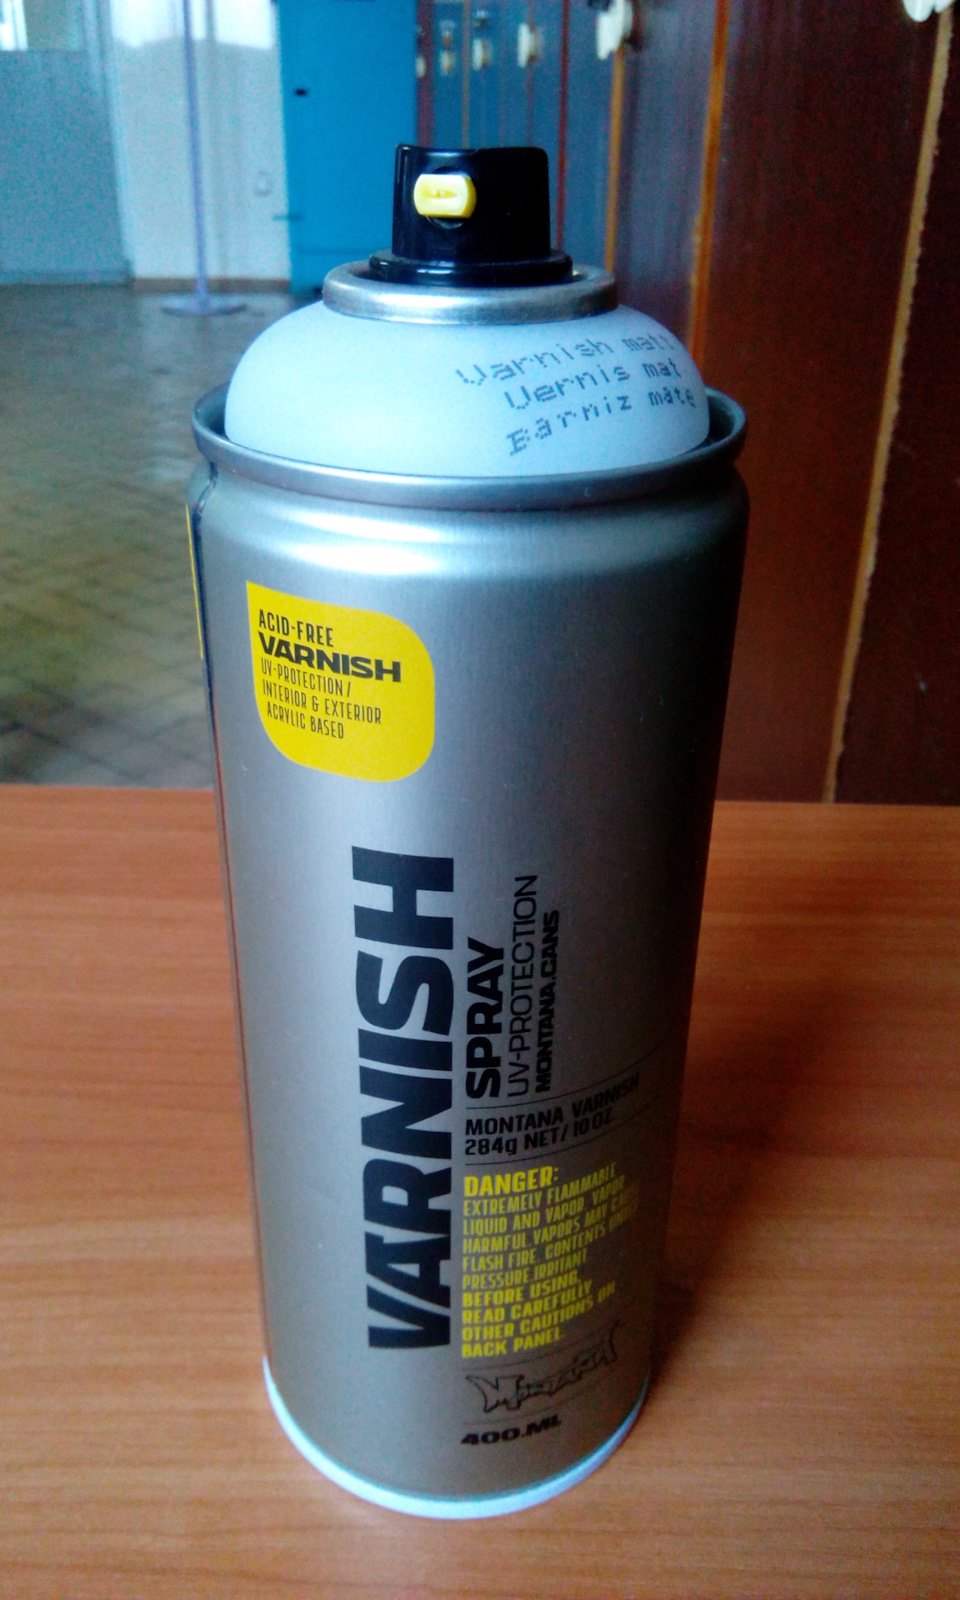 Varnish matt
Vernis mat
Barniz mate
ACID-FREE
VARNISH
UV-PROTECTION /
INTERIOR & EXTERIOR
ACRYLIC BASED
VARNISH
SPRAY
UV-PROTECTION
MONTANA.CANS
MONTANA VARNISH
284g NET/ 10 OZ.
DANGER:
EXTREMELY FLAMMABLE
LIQUID AND VAPOR. VAPOR
HARMFUL. VAPORS MAY CAUSE
FLASH FIRE. CONTENTS UNDER
PRESSURE. IRRITANT.
BEFORE USING,
READ CAREFULLY
OTHER CAUTIONS ON
BACK PANEL.
MONTANA
400.ML